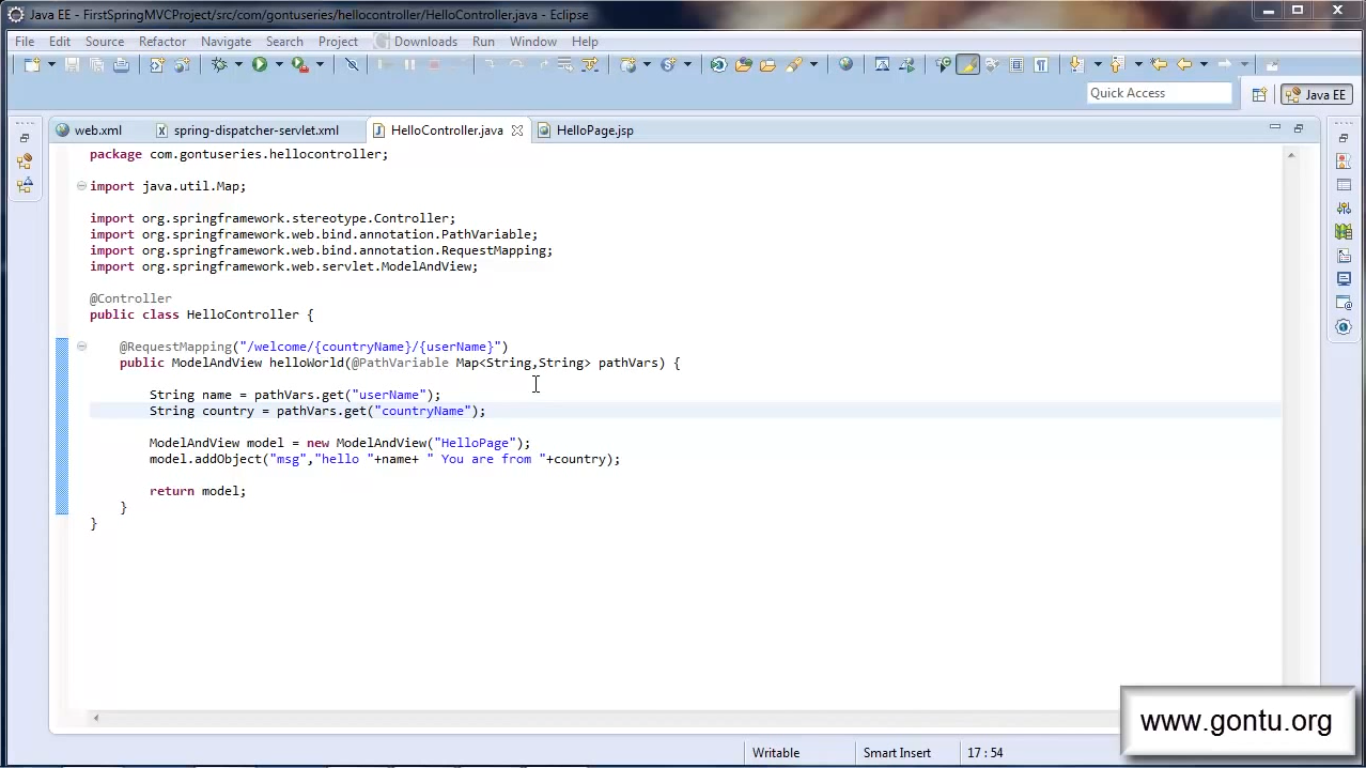 Java EE - FirstSpringMVCProject/src/com/gontuseries/hellocontroller/HelloController.java - Eclipse
File Edit Source Refactor Navigate Search Project Downloads Run Window Help
Quick Access
Java EE
web.xml spring-dispatcher-servlet.xml HelloController.java HelloPage.jsp
package com.gontuseries.hellocontroller;
import java.util.Map;
import org.springframework.stereotype.Controller;
import org.springframework.web.bind.annotation.PathVariable;
import org.springframework.web.bind.annotation.RequestMapping;
import org.springframework.web.servlet.ModelAndView;
@Controller
public class HelloController {
@RequestMapping("/welcome/{countryName}/{userName}")
public ModelAndView helloWorld(@PathVariable Map<String,String> pathVars) {
String name = pathVars.get("userName");
String country = pathVars.get("countryName");
ModelAndView model = new ModelAndView("HelloPage");
model.addObject("msg","hello "+name+ " You are from "+country);
return model;
}
}
www.gontu.org
Writable Smart Insert 17 : 54